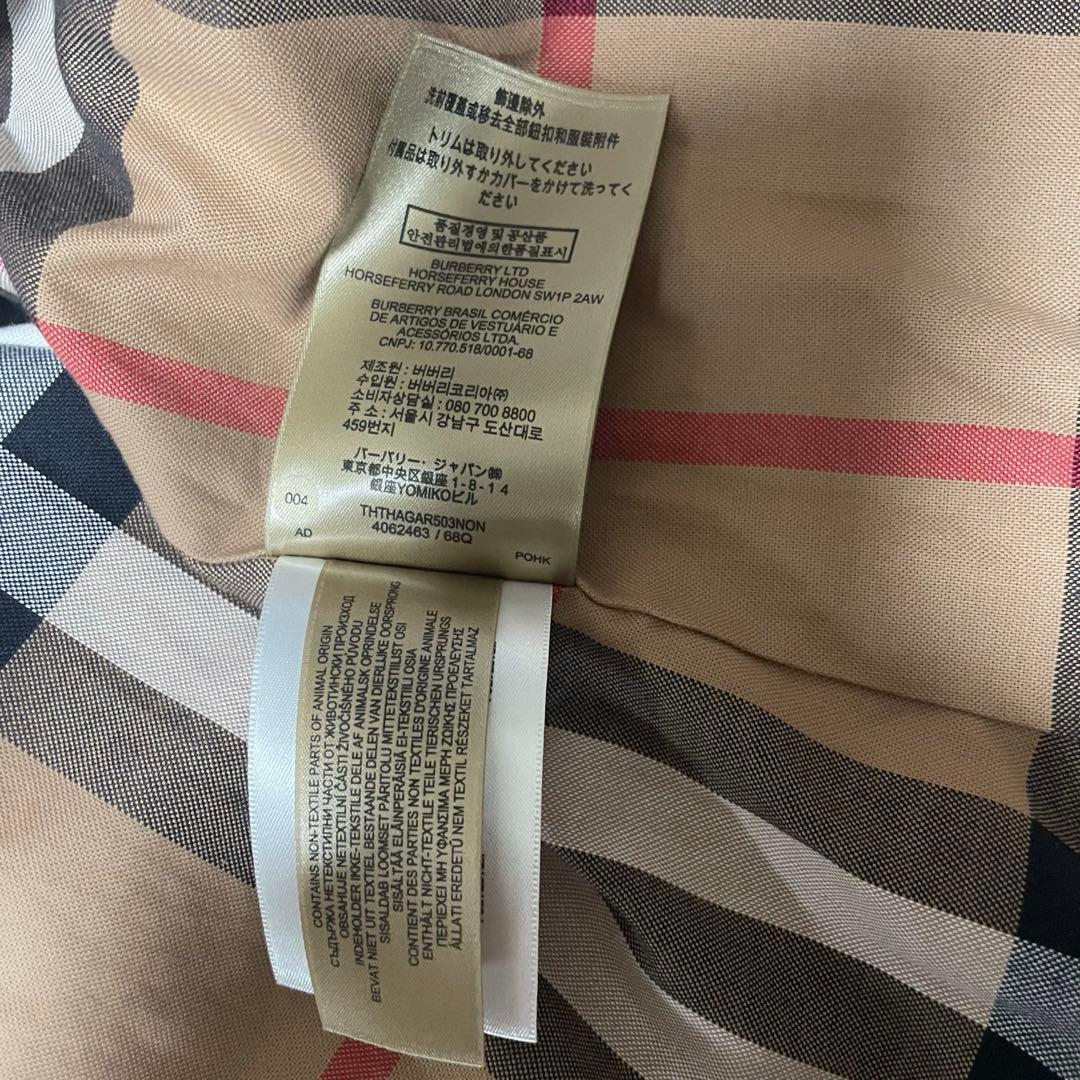 飾邊除外
洗前覆蓋或移去全部鈕扣和服裝附件
トリムは取り外してください
付属品は取り外すかカバーをかけて洗ってく
ださい
품질경영 및 공산품
안전관리법에의한품질표시
BURBERRY LTD
HORSEFERRY HOUSE
HORSEFERRY ROAD LONDON SW1P 2AW
BURBERRY BRASIL COMÉRCIO
DE ARTIGOS DE VESTUÁRIO E
ACESSÓRIOS LTDA.
CNPJ: 10.770.518/0001-68
제조원 : 버버리
수입원 : 버버리코리아㈜
소비자상담실 : 080 700 8800
주 소 : 서울시 강남구 도산대로
459번지
バーバリー・ジャパン㈱
東京都中央区銀座1-8-14
銀座YOMIKOビル
004
THTHAGAR503NON
AD
4062463 / 68Q
POHK
CONTAINS NON-TEXTILE PARTS OF ANIMAL ORIGIN
СЪДЪРЖА НЕТЕКСТИЛНИ ЧАСТИ ОТ ЖИВОТИНСКИ ПРОИЗХОД
OBSAHUJE NETEXTILNÍ ČÁSTI ŽIVOČIŠNÉHO PŮVODU
INDEHOLDER IKKE-TEKSTILE DELE AF ANIMALSK OPRINDELSE
BEVAT NIET UIT TEXTIEL BESTAANDE DELEN VAN DIERLIJKE OORSPRONG
SISALDAB LOOMSET PÄRITOLU MITTETEKSTIILIST OSI
SISÄLTÄÄ ELÄINPERÄISIÄ EI-TEKSTIILI OSIA
CONTIENT DES PARTIES NON TEXTILES D'ORIGINE ANIMALE
ENTHÄLT NICHT-TEXTILE TEILE TIERISCHEN URSPRUNGS
ΠΕΡΙΕΧΕΙ ΜΗ ΥΦΑΝΣΙΜΑ ΜΕΡΗ ΖΩΙΚΗΣ ΠΡΟΕΛΕΥΣΗΣ
ÁLLATI EREDETŰ NEM TEXTIL RÉSZEKET TARTALMAZ